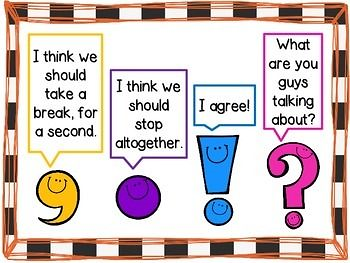 I think we
should
take a
break, for
a second.
I think we
should
stop
altogether.
I agree!
What
are you
guys
talking
about?